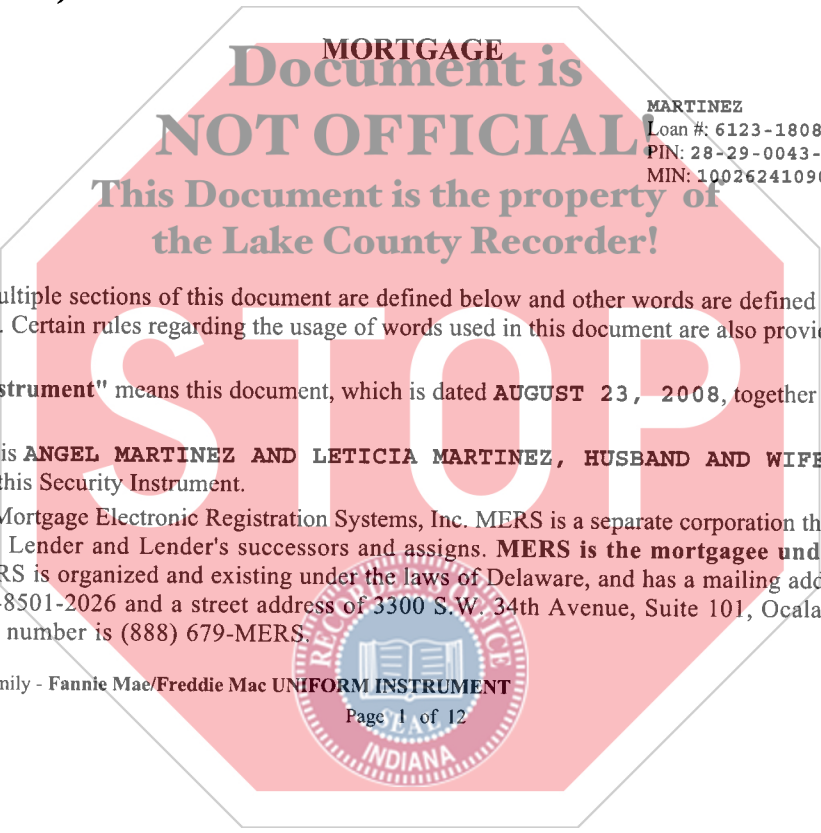 MORTGAGE
Document is
NOT OFFICIAL!
This Document is the property of
the Lake County Recorder!
MARTINEZ
Loan #: 6123-1808
PIN: 28-29-0043-
MIN: 1002624109
ultiple sections of this document are defined below and other words are defined
. Certain rules regarding the usage of words used in this document are also provi
strument" means this document, which is dated AUGUST 23, 2008, together
is ANGEL MARTINEZ AND LETICIA MARTINEZ, HUSBAND AND WIFE
this Security Instrument.
Mortgage Electronic Registration Systems, Inc. MERS is a separate corporation th
Lender and Lender's successors and assigns. MERS is the mortgagee und
RS is organized and existing under the laws of Delaware, and has a mailing add
-8501-2026 and a street address of 3300 S.W. 34th Avenue, Suite 101, Ocala
number is (888) 679-MERS.
mily - Fannie Mae/Freddie Mac UNIFORM INSTRUMENT
Page 1 of 12
STOP
RECORDER'S OFFICE
SEAL
INDIANA